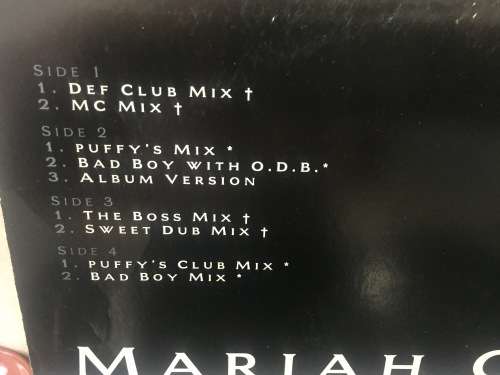 SIDE 1
1. DEF CLUB MIX †
2. MC MIX †
SIDE 2
1. PUFFY'S MIX *
2. BAD BOY WITH O.D.B.*
3. ALBUM VERSION
SIDE 3
1. THE BOSS MIX †
2. SWEET DUB MIX †
SIDE 4
1. PUFFY'S CLUB MIX *
2. BAD BOY MIX *
MARIAH C